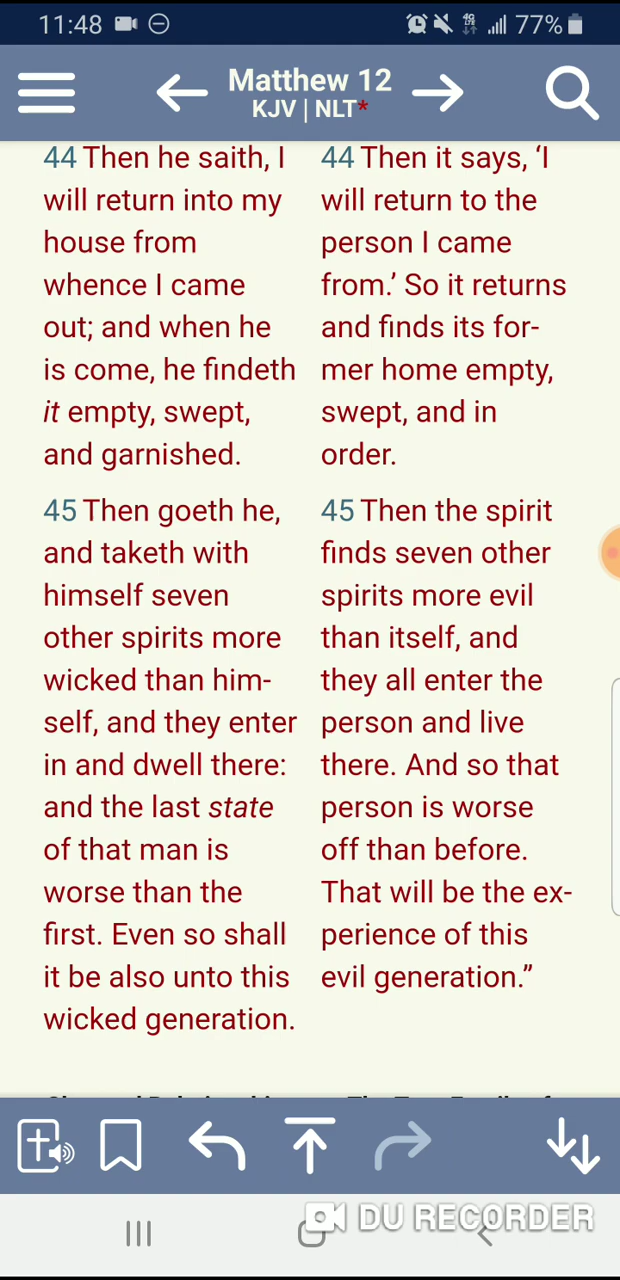 11:48
4G
77%
Matthew 12
KJV | NLT*
44 Then he saith, I
will return into my
house from
whence I came
out; and when he
is come, he findeth
it empty, swept,
and garnished.
45 Then goeth he,
and taketh with
himself seven
other spirits more
wicked than him-
self, and they enter
in and dwell there:
and the last state
of that man is
worse than the
first. Even so shall
it be also unto this
wicked generation.
44 Then it says, ‘I
will return to the
person I came
from.’ So it returns
and finds its for-
mer home empty,
swept, and in
order.
45 Then the spirit
finds seven other
spirits more evil
than itself, and
they all enter the
person and live
there. And so that
person is worse
off than before.
That will be the ex-
perience of this
evil generation.”
DU RECORDER